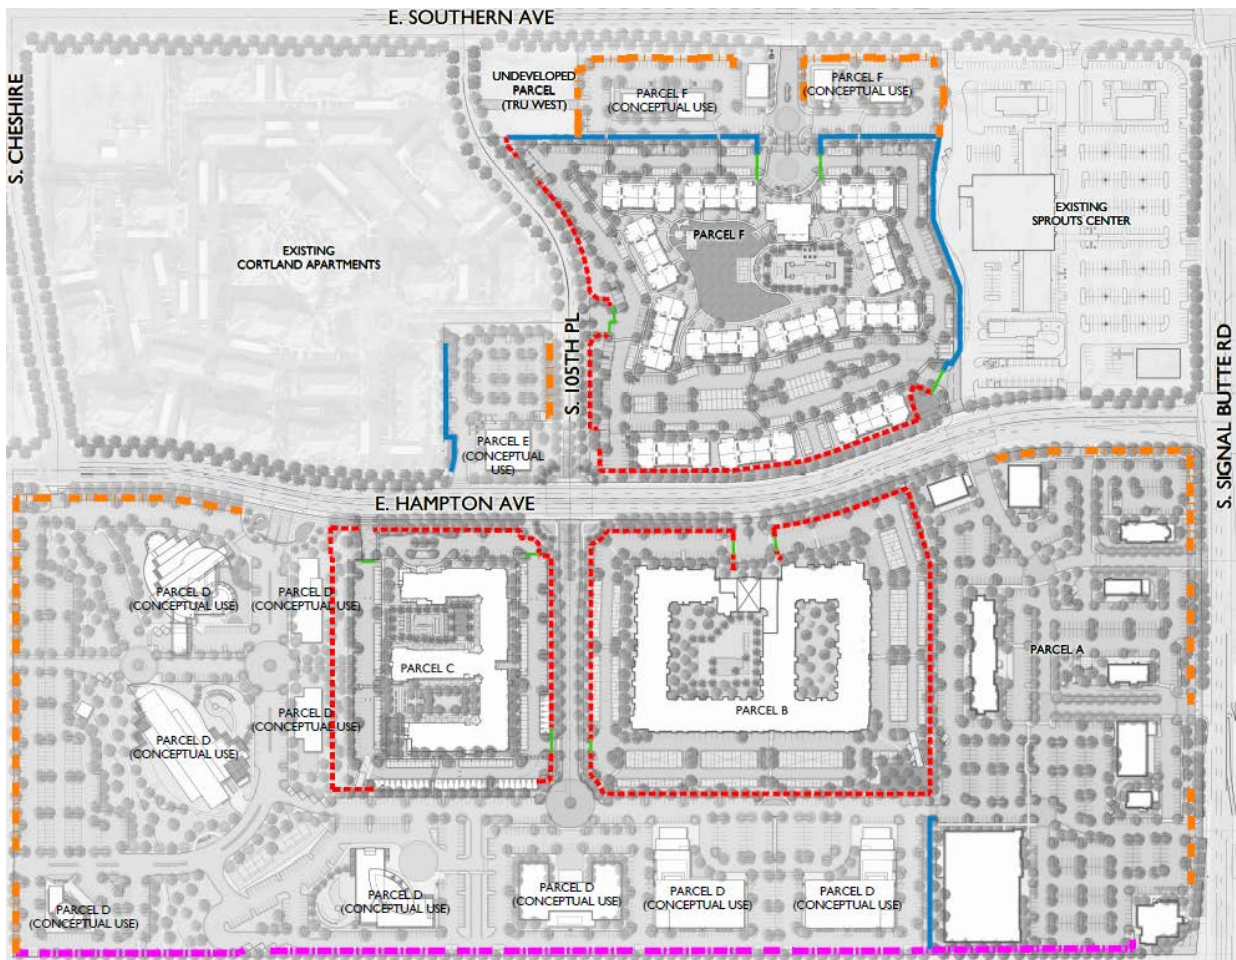 E. SOUTHERN AVE
S. CHESHIRE
UNDEVELOPED
PARCEL
(TRU WEST)
PARCEL F
(CONCEPTUAL USE)
PARCEL F
(CONCEPTUAL USE)
EXISTING
SPROUTS CENTER
EXISTING
CORTLAND APARTMENTS
PARCEL F
S. 105TH PL
S. SIGNAL BUTTE RD
PARCEL E
(CONCEPTUAL
USE)
E. HAMPTON AVE
PARCEL D
(CONCEPTUAL USE)
PARCEL D
(CONCEPTUAL USE)
PARCEL C
PARCEL B
PARCEL A
PARCEL D
(CONCEPTUAL USE)
PARCEL D
(CONCEPTUAL USE)
PARCEL D
(CONCEPTUAL USE)
PARCEL D
(CONCEPTUAL USE)
PARCEL D
(CONCEPTUAL USE)
PARCEL D
(CONCEPTUAL USE)
PARCEL D
(CONCEPTUAL USE)